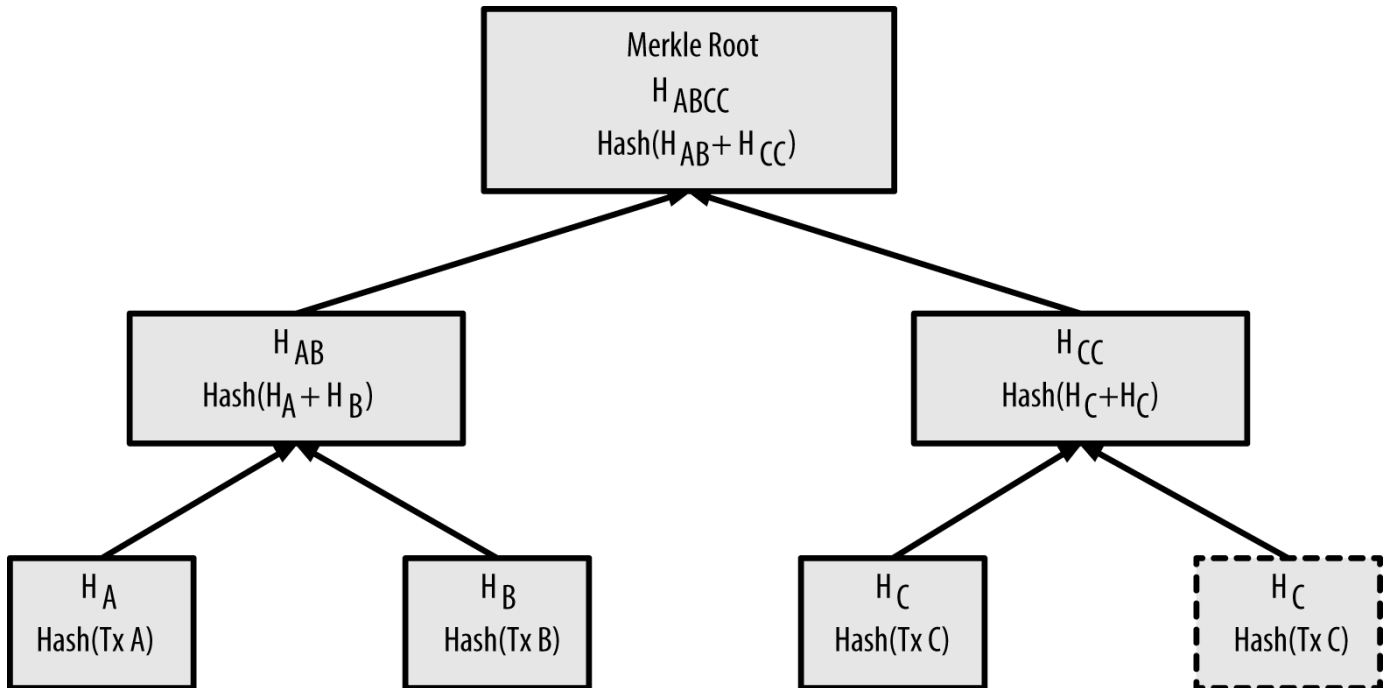 Merkle Root
H ABCC
Hash(H AB + H CC)
H AB
Hash(H A + H B)
H CC
Hash(H C+H C)
H A
Hash(Tx A)
H B
Hash(Tx B)
H C
Hash(Tx C)
H C
Hash(Tx C)